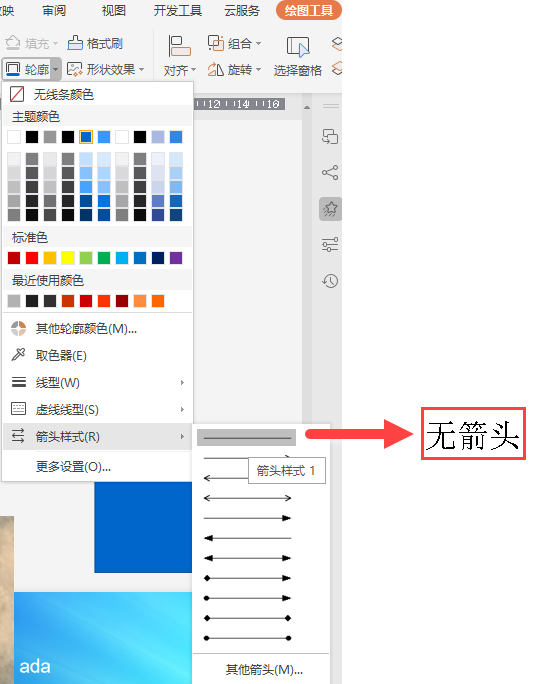 审阅 视图 开发工具 云服务 绘图工具
填充 格式刷 组合
轮廓 形状效果 对齐 旋转 选择窗格
无线条颜色
12 14 16
主题颜色
标准色
最近使用颜色
其他轮廓颜色(M)...
取色器(E)
线型(W)
虚线线型(S)
箭头样式(R)
无箭头
更多设置(O)...
箭头样式 1
ada
其他箭头(M)...